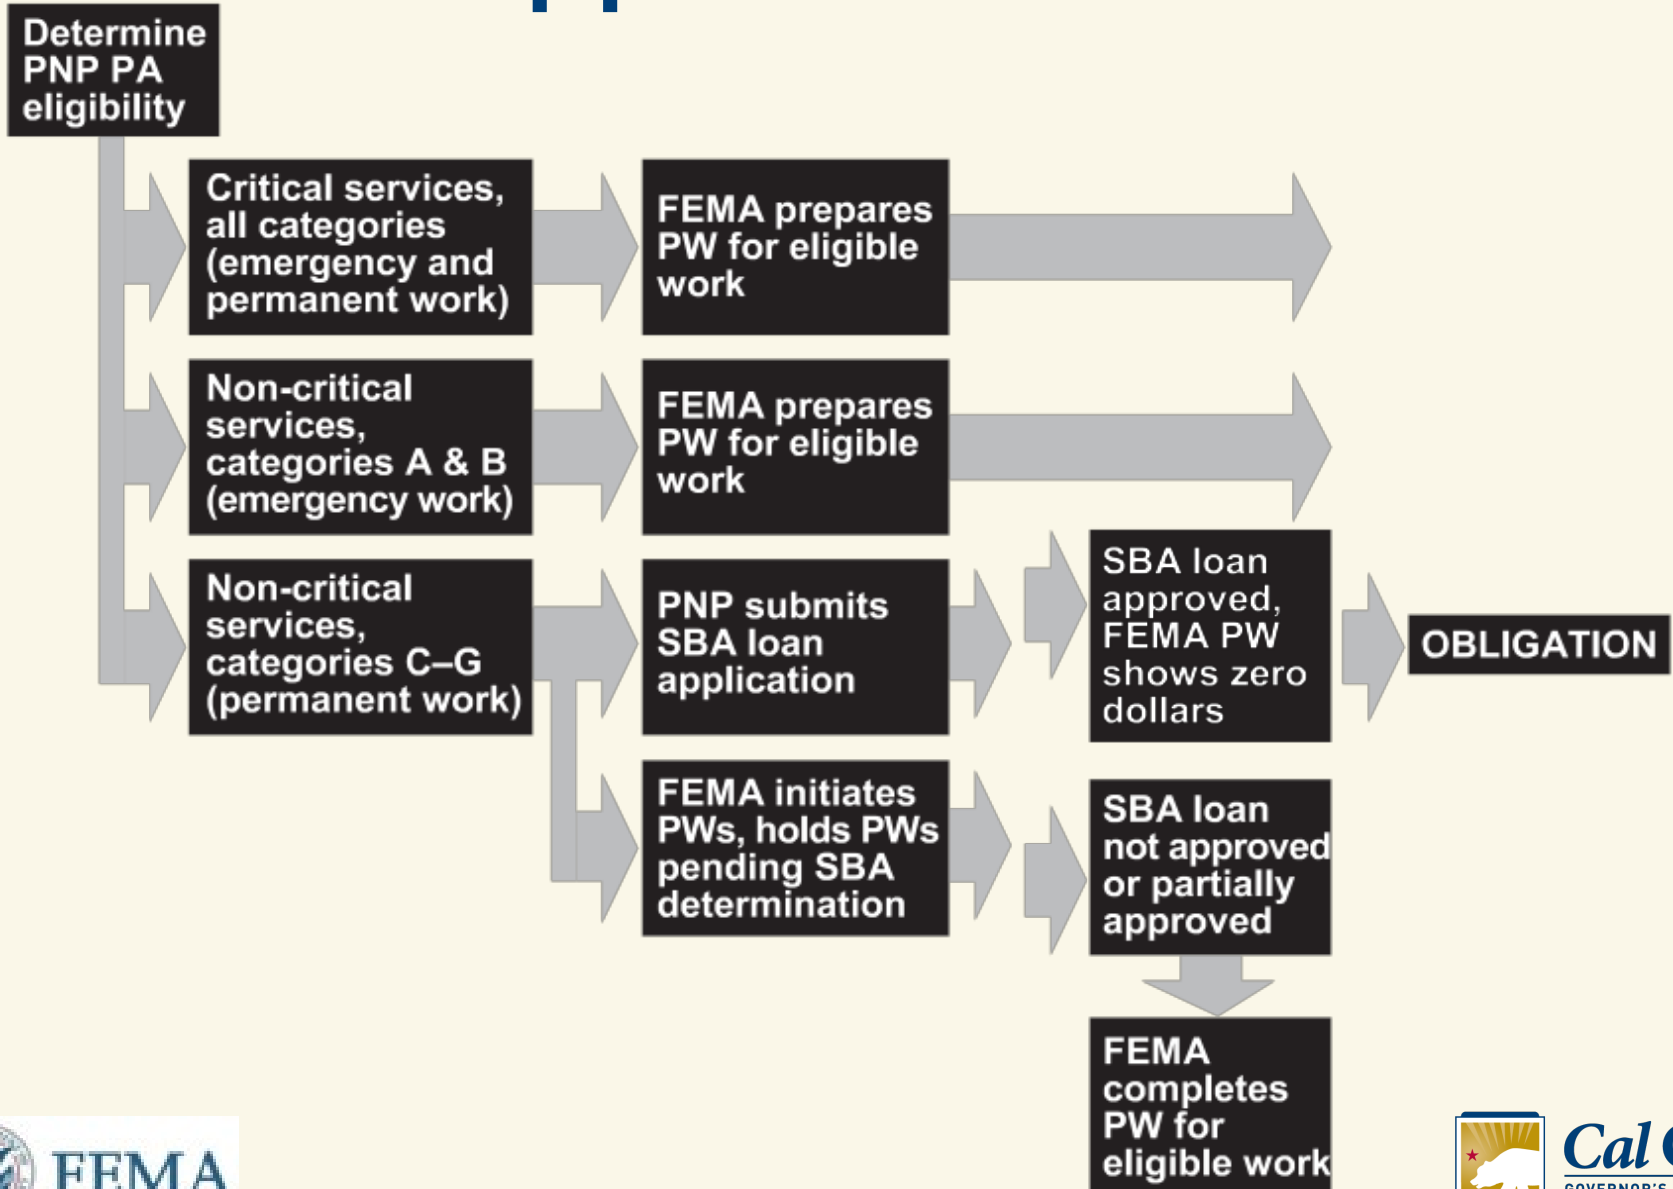 Determine
PNP PA
eligibility
Critical services,
all categories
(emergency and
permanent work)
FEMA prepares
PW for eligible
work
Non-critical
services,
categories A & B
(emergency work)
FEMA prepares
PW for eligible
work
Non-critical
services,
categories C–G
(permanent work)
PNP submits
SBA loan
application
SBA loan
approved,
FEMA PW
shows zero
dollars
OBLIGATION
FEMA initiates
PWs, holds PWs
pending SBA
determination
SBA loan
not approved
or partially
approved
FEMA
completes
PW for
eligible work
FEMA
Cal